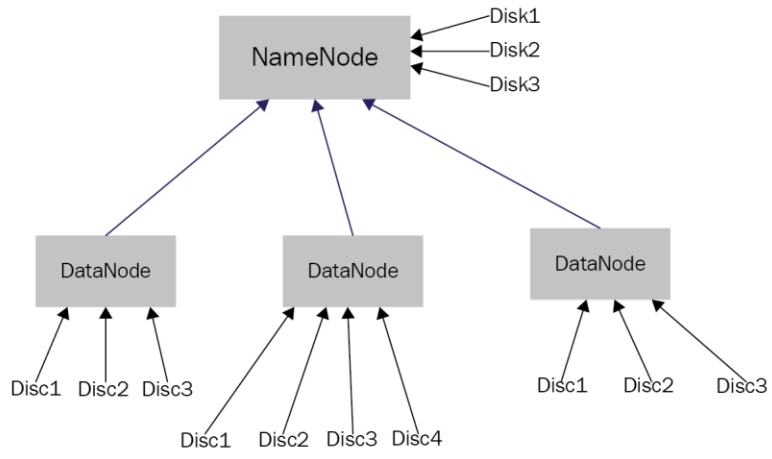 Disk1
NameNode
Disk2
Disk3
DataNode
DataNode
DataNode
Disc1
Disc2
Disc3
Disc1
Disc2
Disc3
Disc4
Disc1
Disc2
Disc3